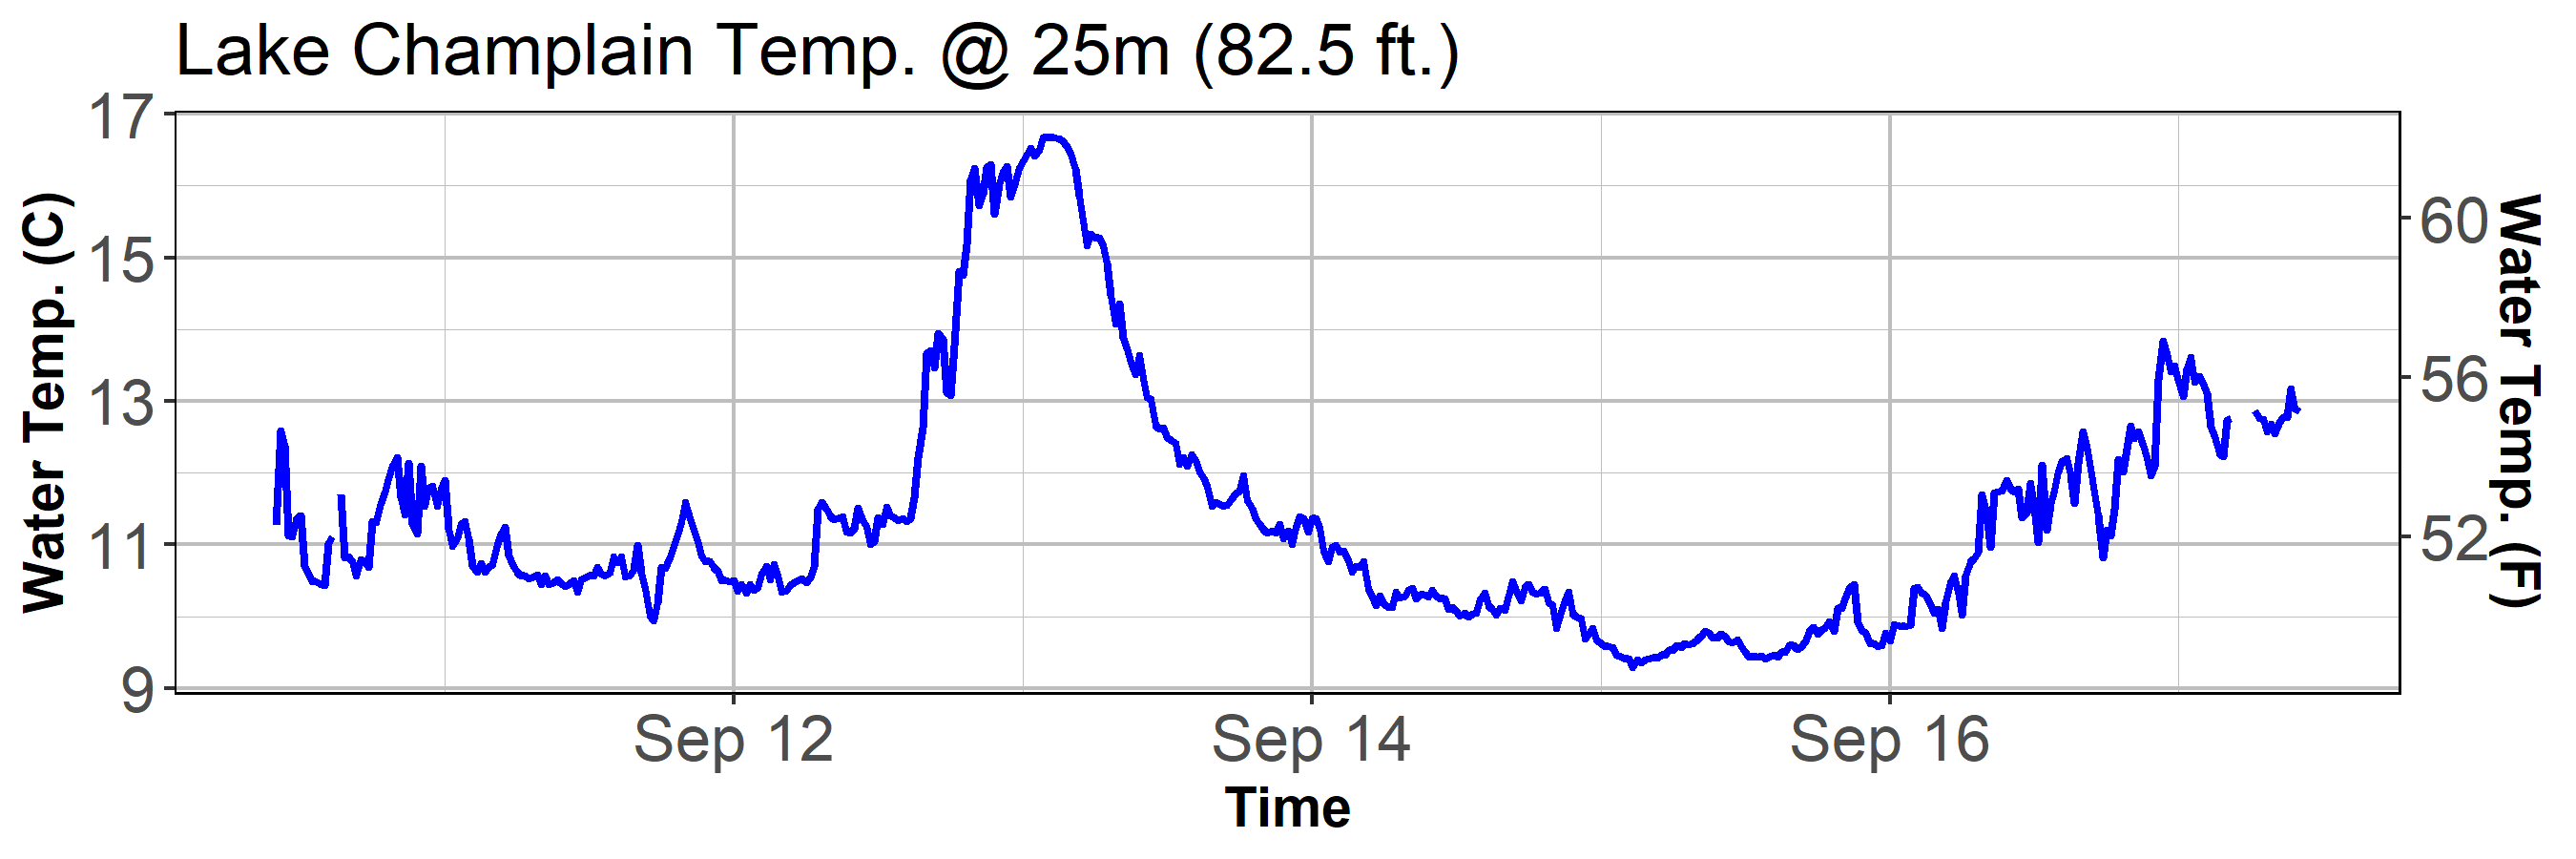 Lake Champlain Temp. @ 25m (82.5 ft.)
Water Temp. (C)
17
15
13
11
9
60
56
52
Water Temp. (F)
Sep 12
Sep 14
Sep 16
Time